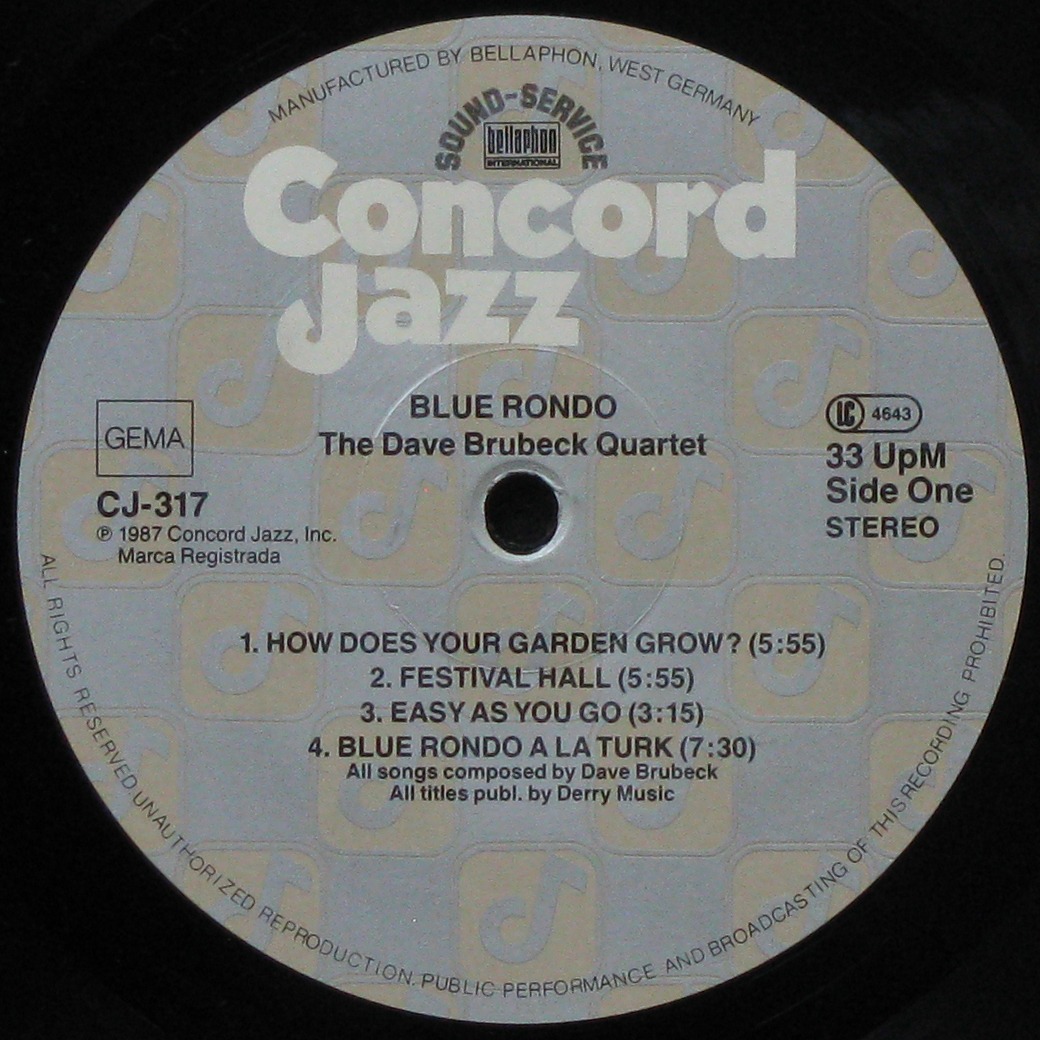 MANUFACTURED BY BELLAPHON, WEST GERMANY
SOUND-SERVICE
bellaphon
INTERNATIONAL
Concord
Jazz
BLUE RONDO
The Dave Brubeck Quartet
GEMA
CJ-317
℗ 1987 Concord Jazz, Inc.
Marca Registrada
LC 4643
33 UpM
Side One
STEREO
1. HOW DOES YOUR GARDEN GROW? (5:55)
2. FESTIVAL HALL (5:55)
3. EASY AS YOU GO (3:15)
4. BLUE RONDO A LA TURK (7:30)
All songs composed by Dave Brubeck
All titles publ. by Derry Music
ALL RIGHTS RESERVED. UNAUTHORIZED REPRODUCTION. PUBLIC PERFORMANCE AND BROADCASTING OF THIS RECORDING PROHIBITED.